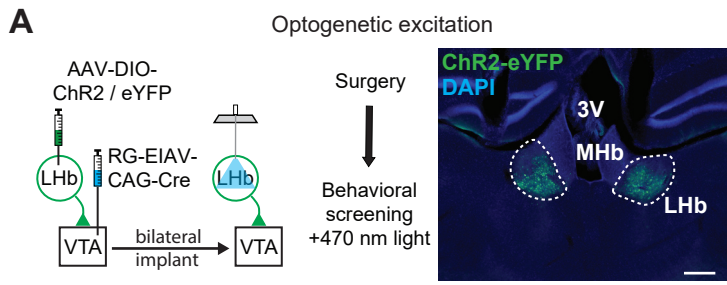 A
Optogenetic excitation
AAV-DIO-
ChR2 / eYFP
LHb
RG-EIAV-
CAG-Cre
VTA
bilateral
implant
LHb
VTA
Surgery
Behavioral
screening
+470 nm light
ChR2-eYFP
DAPI
3V
MHb
LHb